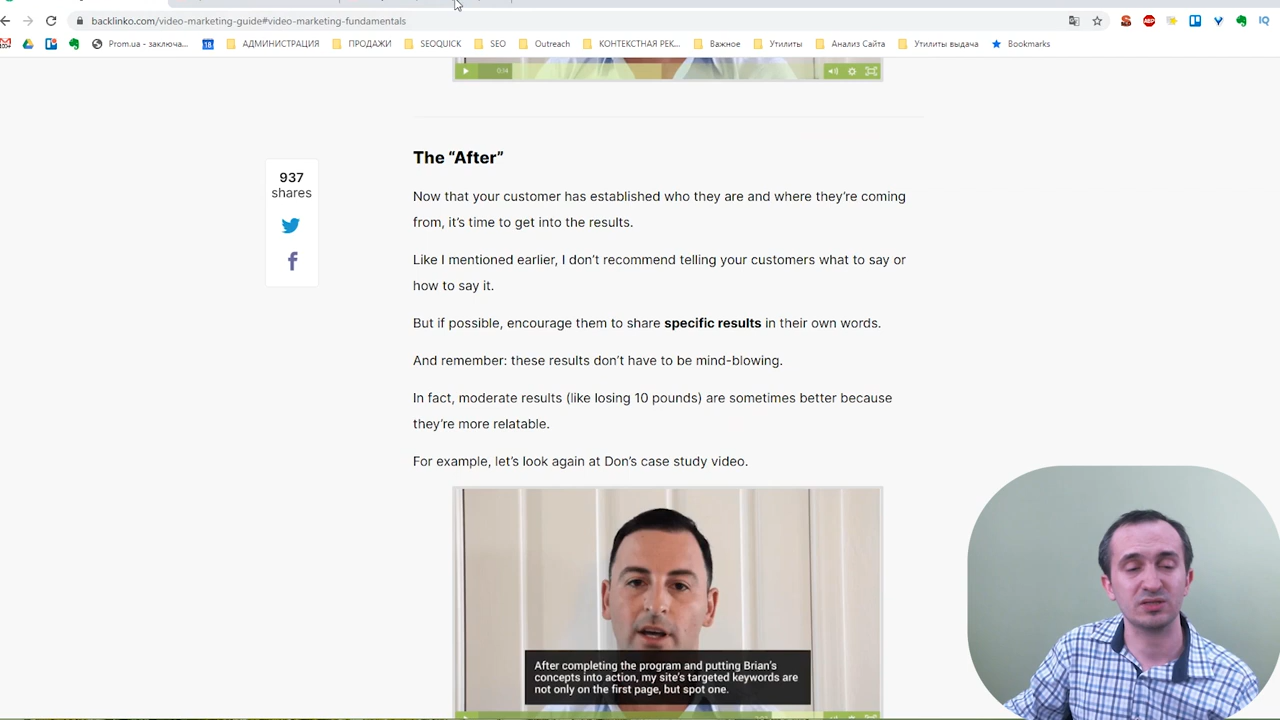 backlinko.com/video-marketing-guide#video-marketing-fundamentals
ABP
IQ
Prom.ua - заключа...
18
АДМИНИСТРАЦИЯ
ПРОДАЖИ
SEOQUICK
SEO
Outreach
КОНТЕКСТНАЯ РЕК...
Важное
Утилиты
Анализ Сайта
Утилиты выдача
Bookmarks
0:14
The “After”
937
shares
Now that your customer has established who they are and where they’re coming
from, it’s time to get into the results.
Like I mentioned earlier, I don’t recommend telling your customers what to say or
how to say it.
But if possible, encourage them to share specific results in their own words.
And remember: these results don’t have to be mind-blowing.
In fact, moderate results (like losing 10 pounds) are sometimes better because
they’re more relatable.
For example, let’s look again at Don’s case study video.
After completing the program and putting Brian’s
concepts into action, my site’s targeted keywords are
not only on the first page, but spot one.